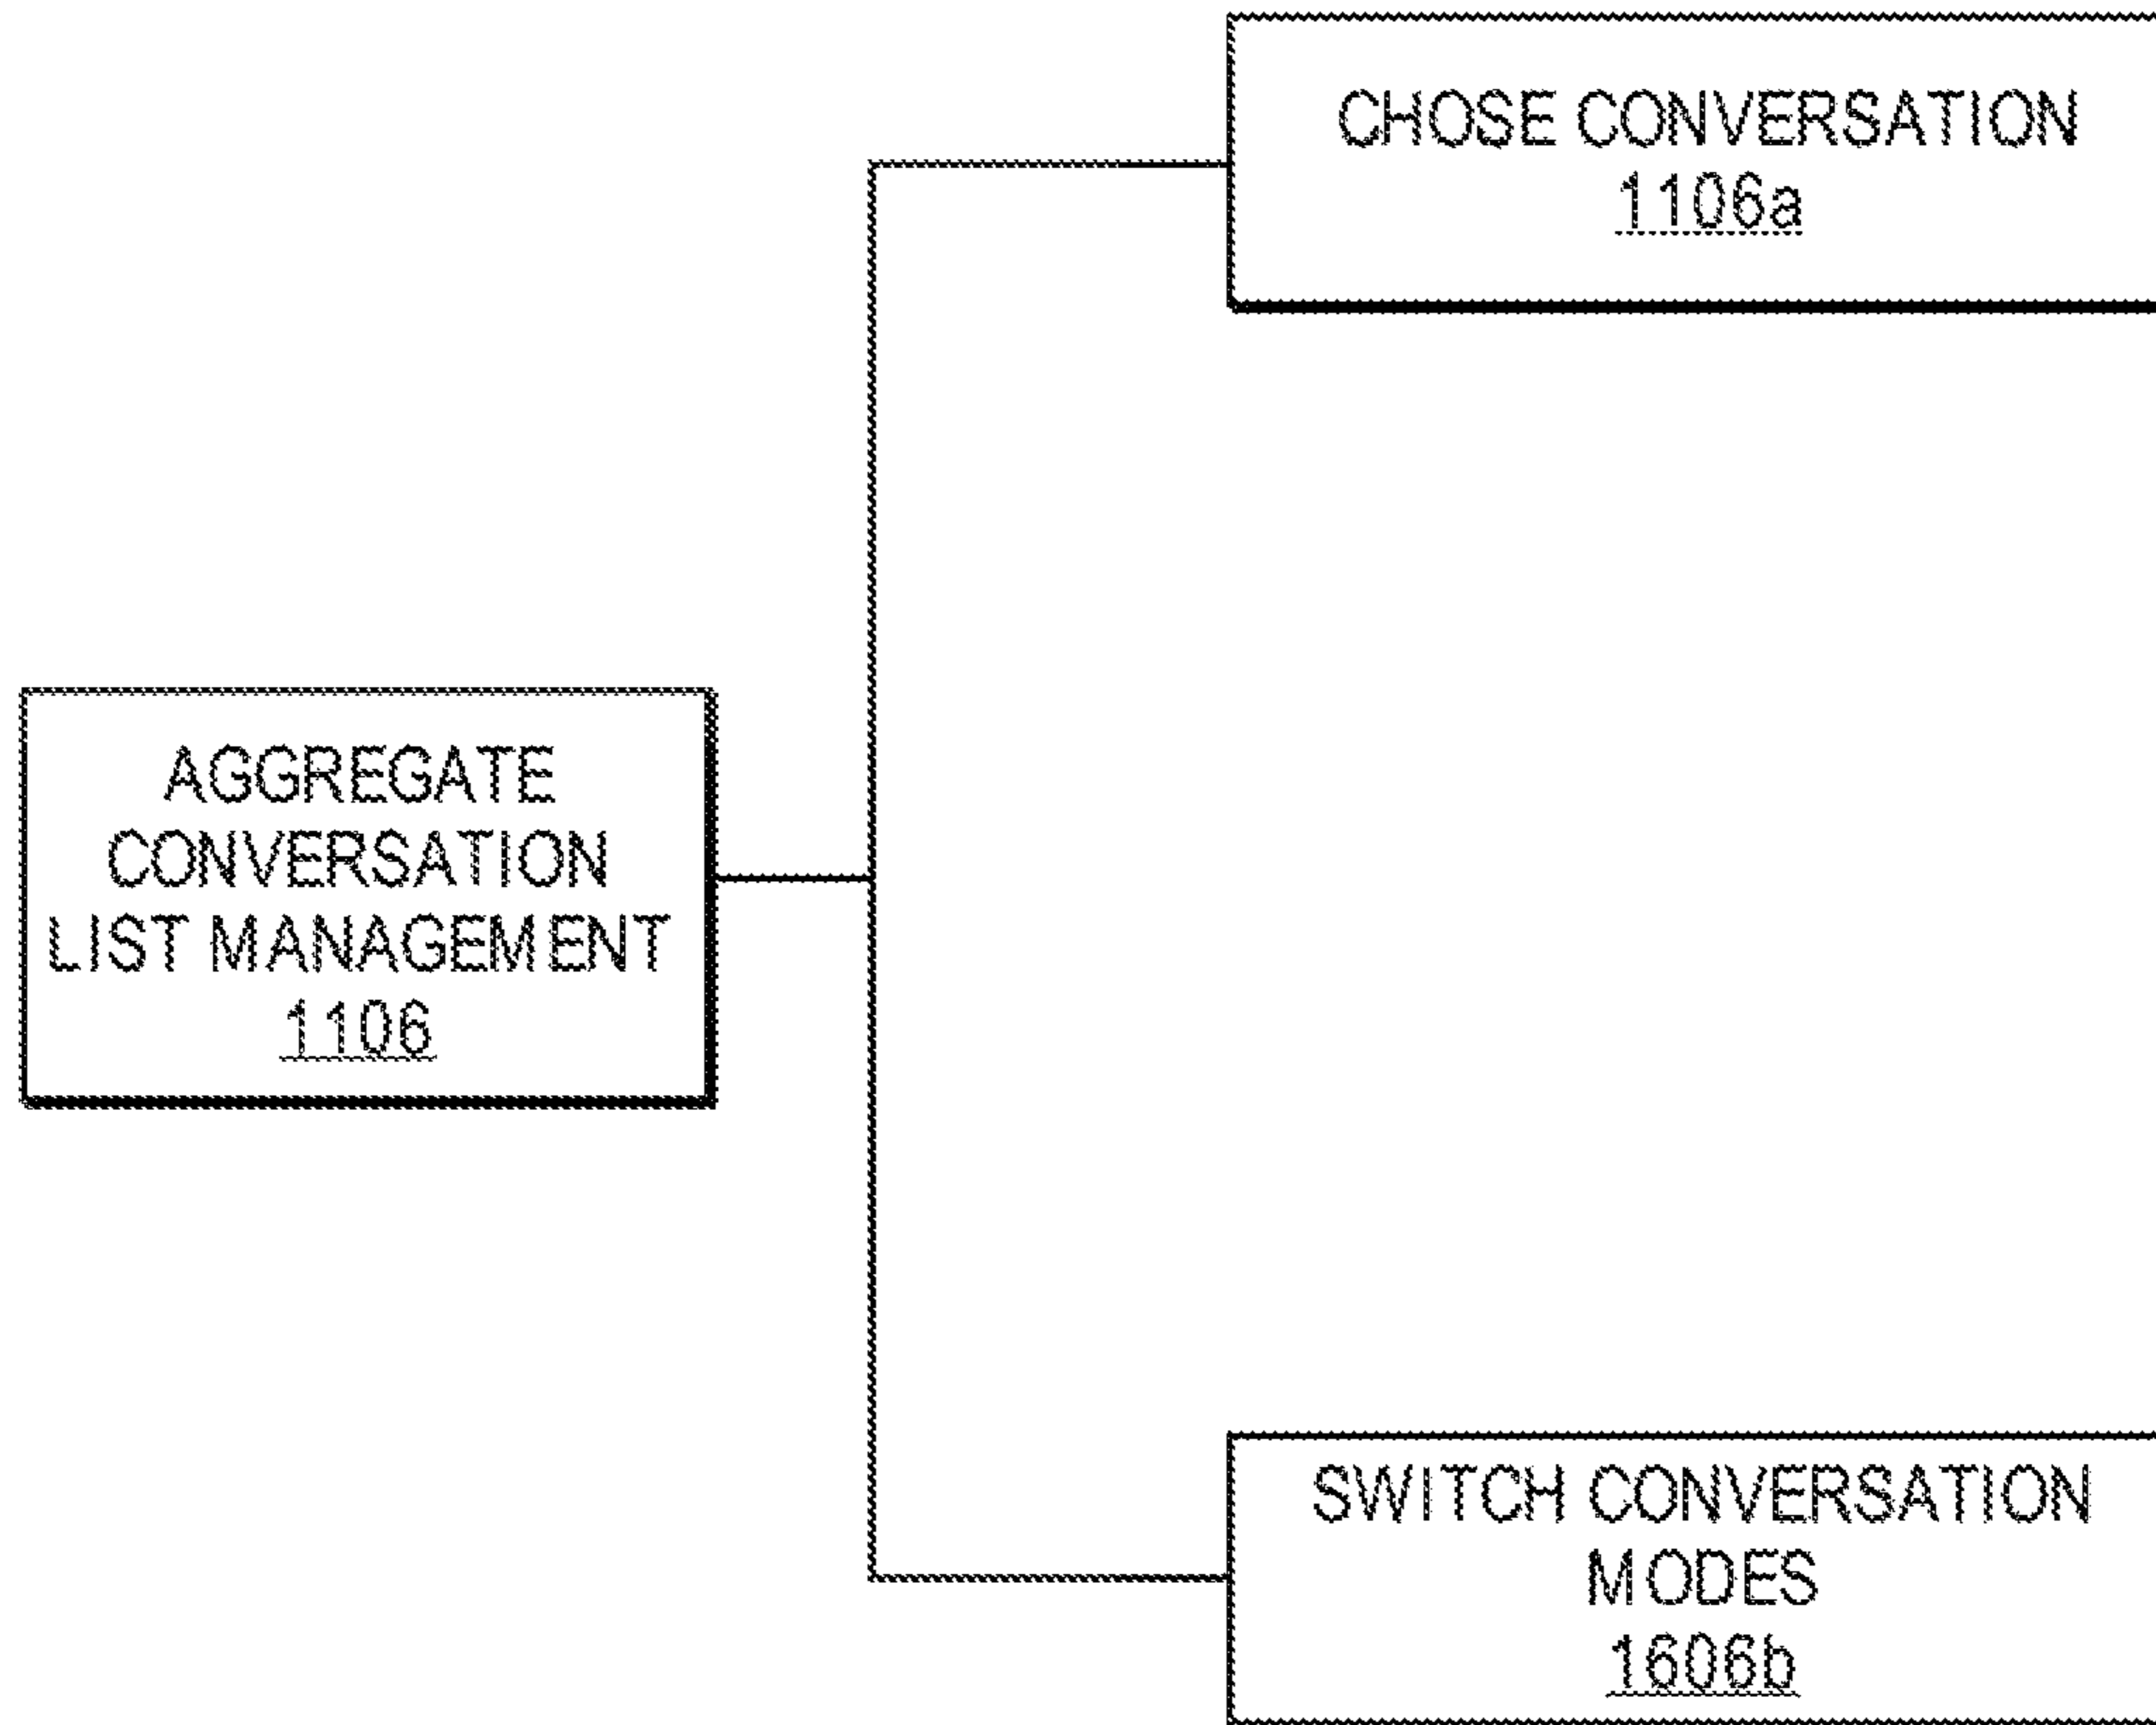 CHOSE CONVERSATION
1106a
AGGREGATE
CONVERSATION
LIST MANAGEMENT
1106
SWITCH CONVERSATION
MODES
1606b